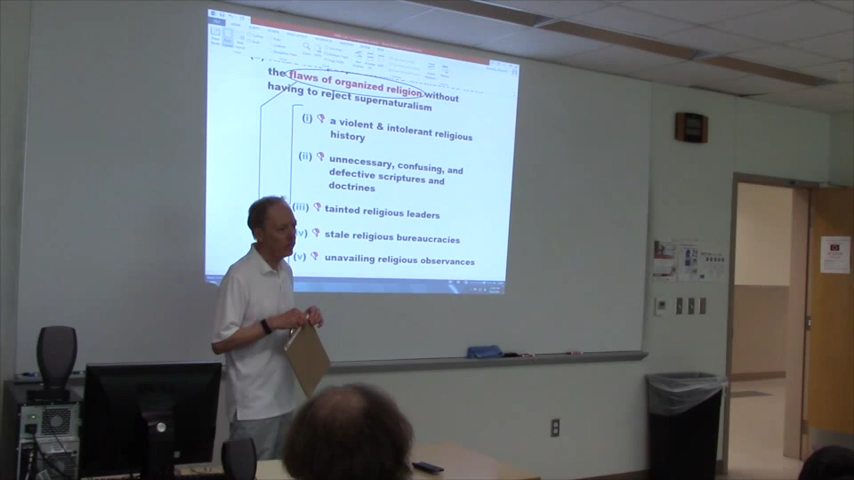 the flaws of organized religion without
having to reject supernaturalism
(i) a violent & intolerant religious
history
(ii) unnecessary, confusing, and
defective scriptures and
doctrines
(iii) tainted religious leaders
iv) stale religious bureaucracies
(v) unavailing religious observances